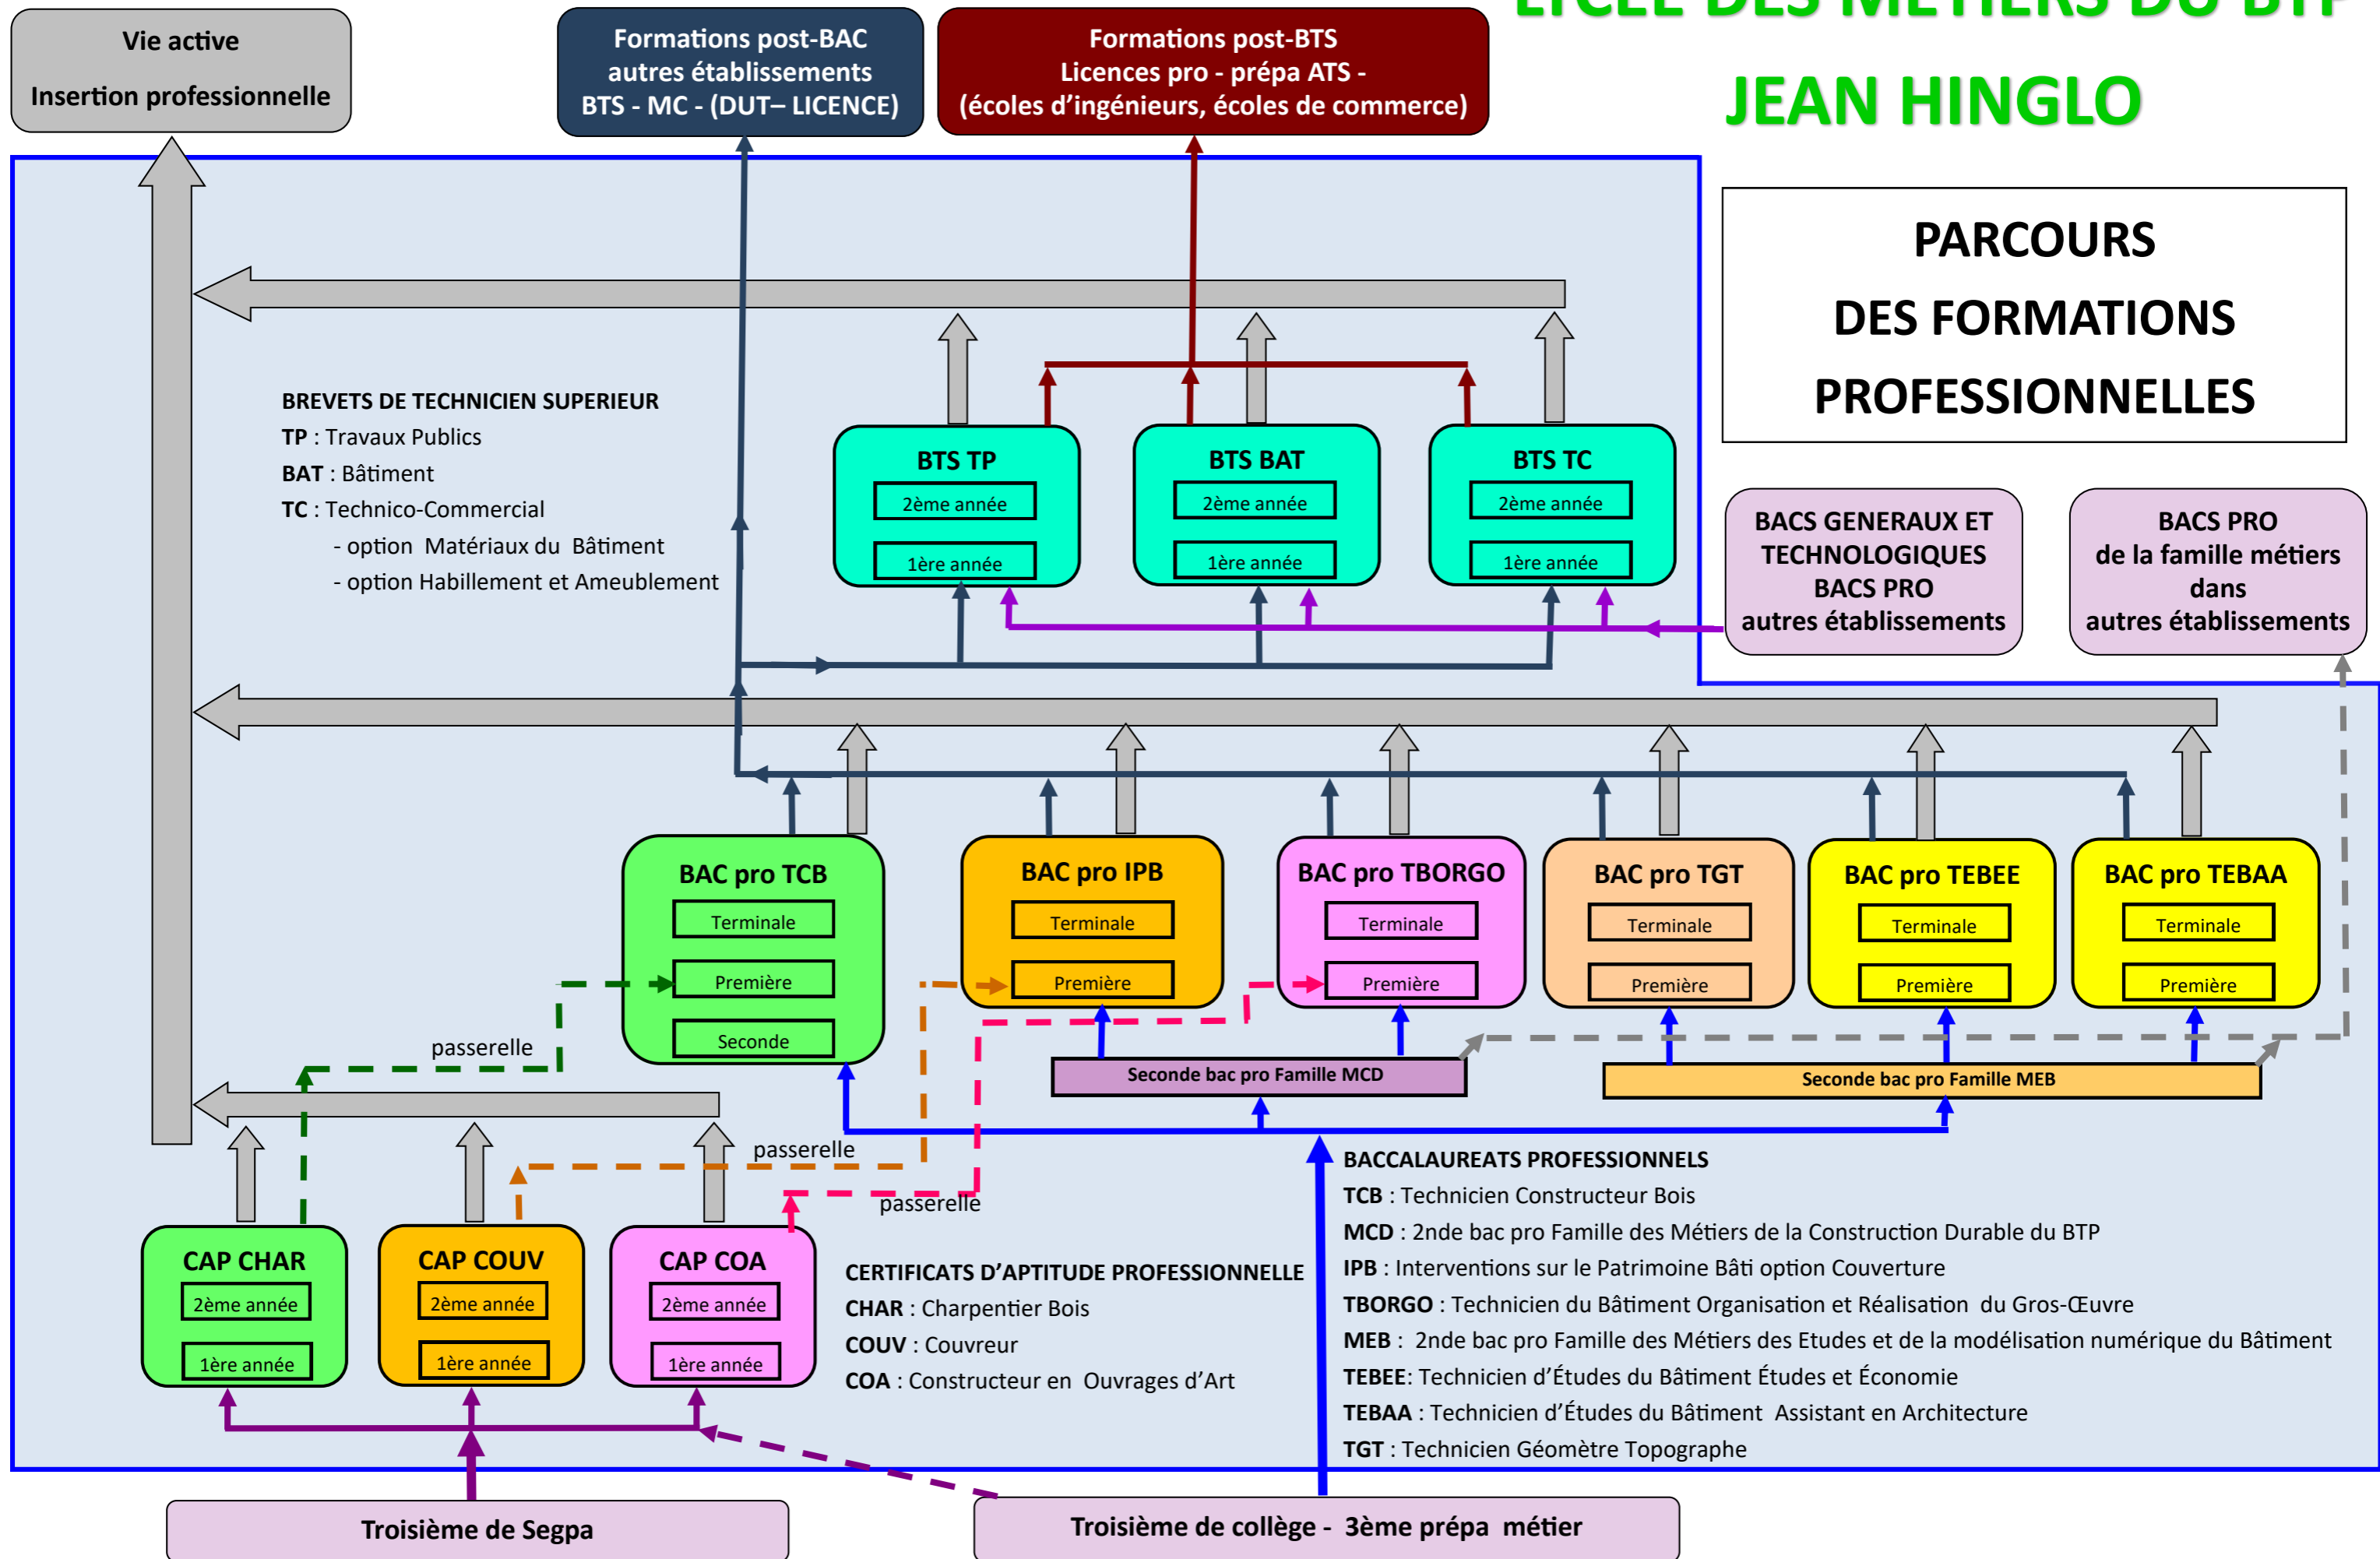 LYCEE DES METIERS DU BTP
JEAN HINGLO
Vie active
Insertion professionnelle
Formations post-BAC
autres établissements
BTS - MC - (DUT– LICENCE)
Formations post-BTS
Licences pro - prépa ATS -
(écoles d’ingénieurs, écoles de commerce)
PARCOURS
DES FORMATIONS
PROFESSIONNELLES
BREVETS DE TECHNICIEN SUPERIEUR
TP : Travaux Publics
BAT : Bâtiment
TC : Technico-Commercial
- option Matériaux du Bâtiment
- option Habillement et Ameublement
BTS TP
2ème année
1ère année
BTS BAT
2ème année
1ère année
BTS TC
2ème année
1ère année
BACS GENERAUX ET
TECHNOLOGIQUES
BACS PRO
autres établissements
BACS PRO
de la famille métiers
dans
autres établissements
BAC pro TCB
Terminale
Première
Seconde
BAC pro IPB
Terminale
Première
BAC pro TBORGO
Terminale
Première
BAC pro TGT
Terminale
Première
BAC pro TEBEE
Terminale
Première
BAC pro TEBAA
Terminale
Première
passerelle
Seconde bac pro Famille MCD
Seconde bac pro Famille MEB
passerelle
passerelle
CAP CHAR
2ème année
1ère année
CAP COUV
2ème année
1ère année
CAP COA
2ème année
1ère année
CERTIFICATS D’APTITUDE PROFESSIONNELLE
CHAR : Charpentier Bois
COUV : Couvreur
COA : Constructeur en Ouvrages d’Art
BACCALAUREATS PROFESSIONNELS
TCB : Technicien Constructeur Bois
MCD : 2nde bac pro Famille des Métiers de la Construction Durable du BTP
IPB : Interventions sur le Patrimoine Bâti option Couverture
TBORGO : Technicien du Bâtiment Organisation et Réalisation du Gros-Œuvre
MEB : 2nde bac pro Famille des Métiers des Etudes et de la modélisation numérique du Bâtiment
TEBEE: Technicien d’Études du Bâtiment Études et Économie
TEBAA : Technicien d’Études du Bâtiment Assistant en Architecture
TGT : Technicien Géomètre Topographe
Troisième de Segpa
Troisième de collège - 3ème prépa métier